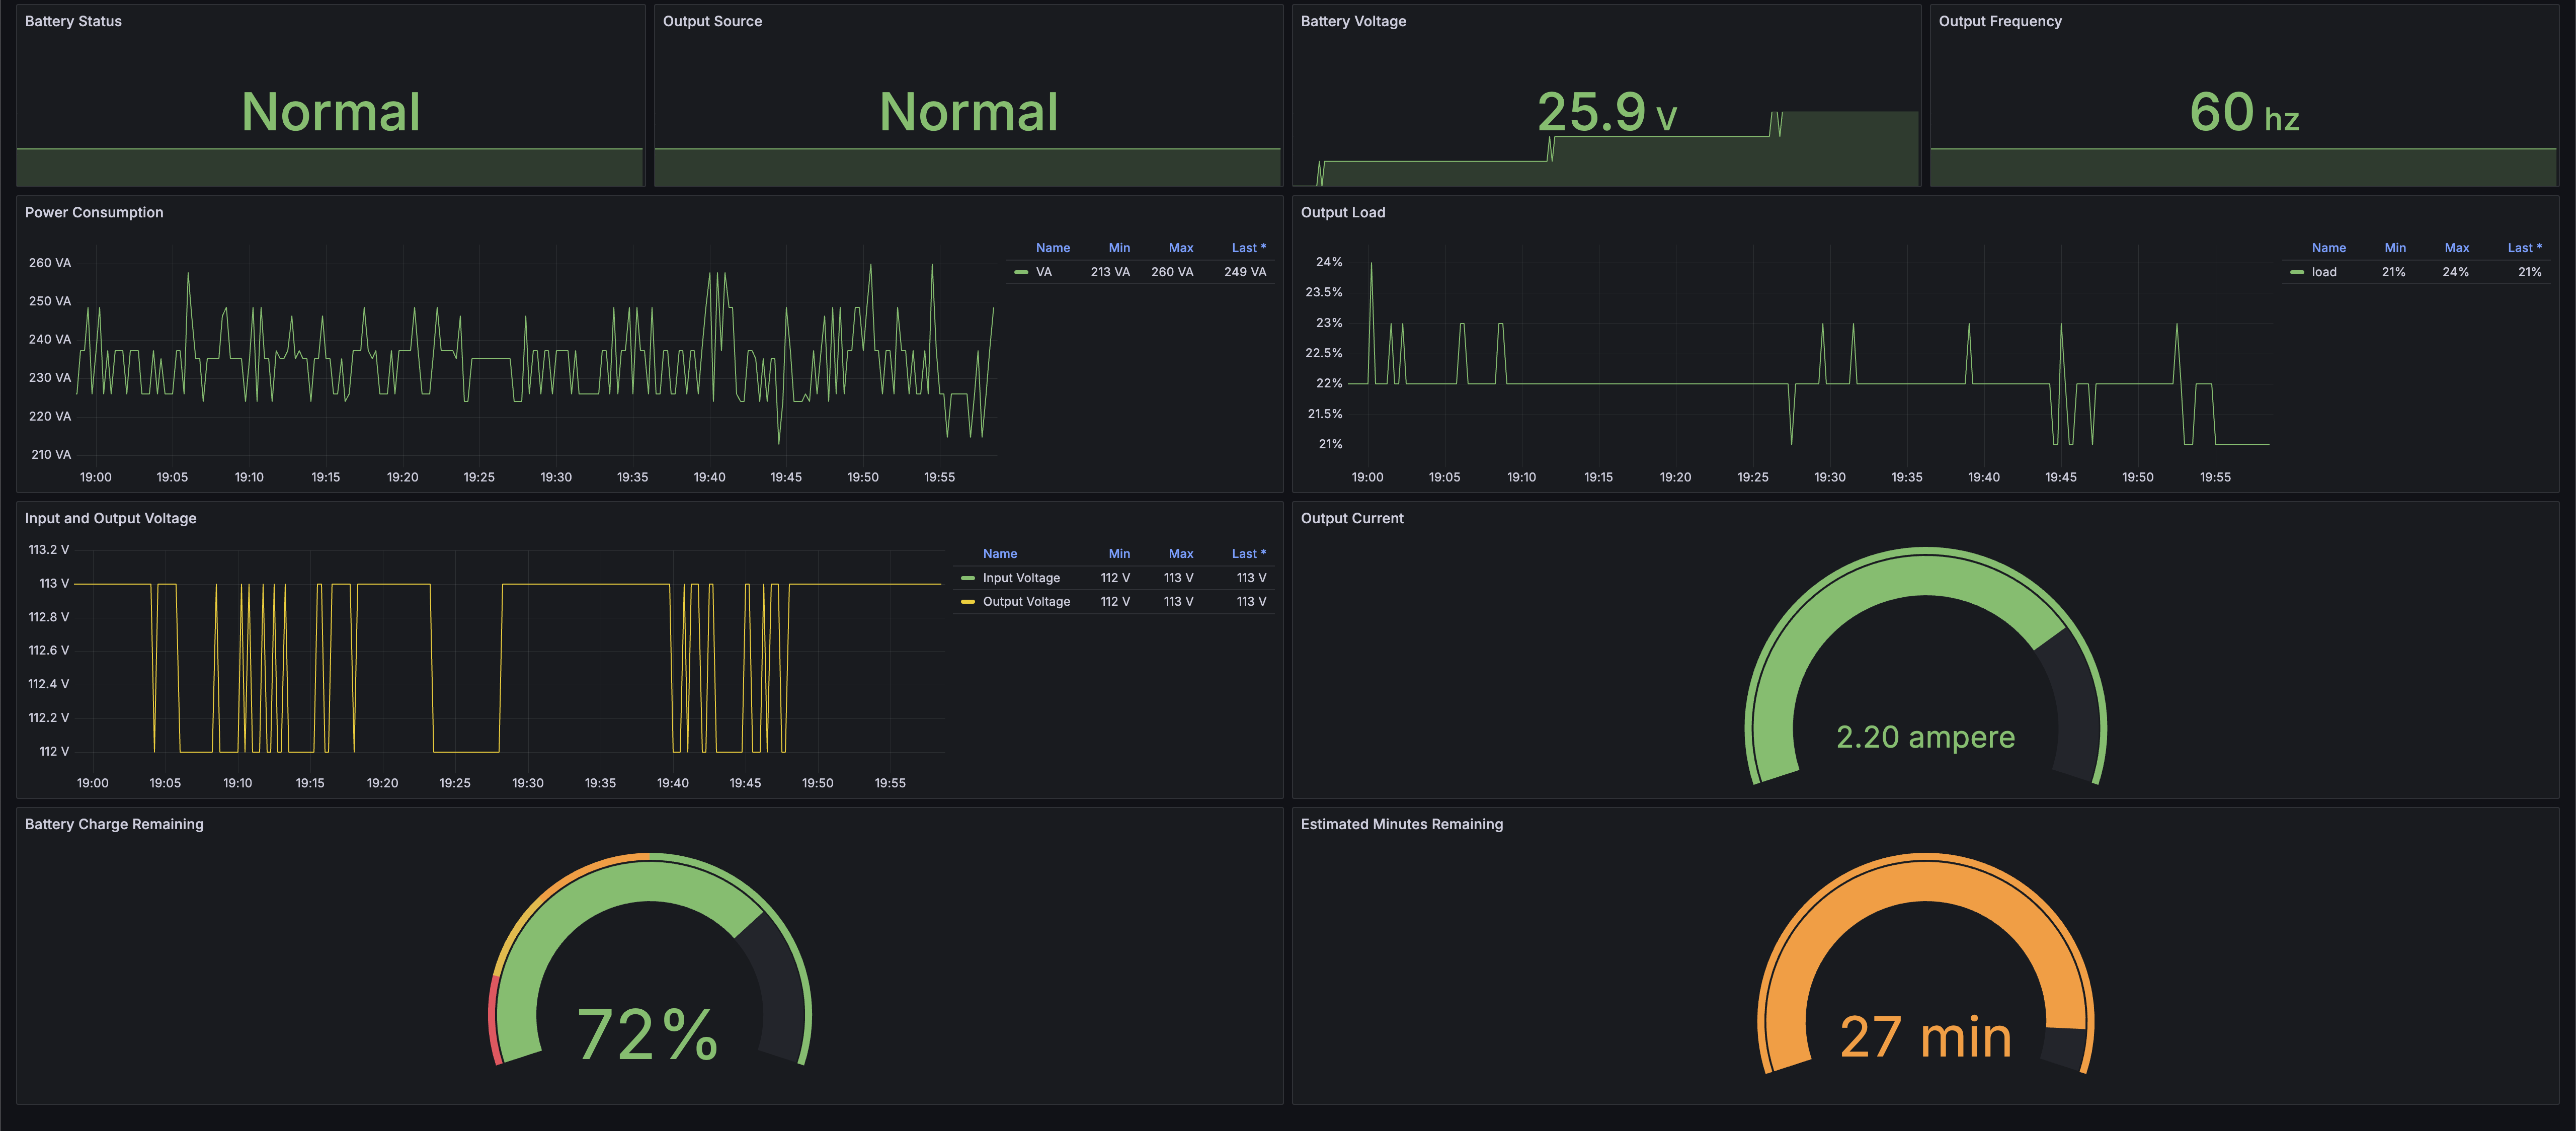 Battery Status
Output Source
Battery Voltage
Output Frequency
Normal
Normal
25.9 v
60 hz
Power Consumption
260 VA
250 VA
240 VA
230 VA
220 VA
210 VA
19:00 19:05 19:10 19:15 19:20 19:25 19:30 19:35 19:40 19:45 19:50 19:55
Name Min Max Last *
VA 213 VA 260 VA 249 VA
Output Load
24%
23.5%
23%
22.5%
22%
21.5%
21%
19:00 19:05 19:10 19:15 19:20 19:25 19:30 19:35 19:40 19:45 19:50 19:55
Name Min Max Last *
load 21% 24% 21%
Input and Output Voltage
113.2 V
113 V
112.8 V
112.6 V
112.4 V
112.2 V
112 V
19:00 19:05 19:10 19:15 19:20 19:25 19:30 19:35 19:40 19:45 19:50 19:55
Name Min Max Last *
Input Voltage 112 V 113 V 113 V
Output Voltage 112 V 113 V 113 V
Output Current
2.20 ampere
Battery Charge Remaining
72%
Estimated Minutes Remaining
27 min